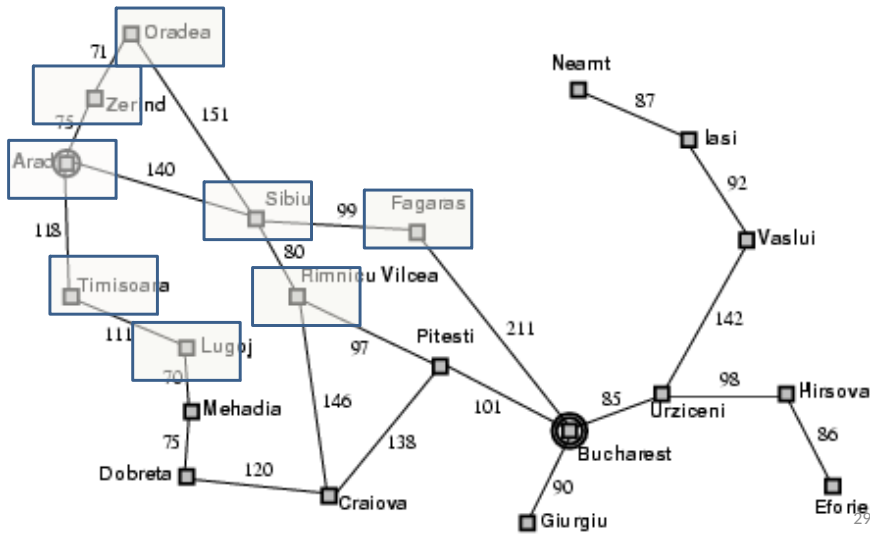 Oradea
71
Neamt
87
Zerind
75
151
Iasi
Arad
140
92
Sibiu
Fagaras
99
118
80
Vaslui
Timisoara
Rimnicu Vilcea
111
Lugoj
97
Pitesti
211
142
70
Mehadia
146
101
85
98
Hirsova
Urziceni
75
138
86
Bucharest
Dobreta
120
90
Craiova
Giurgiu
Eforie
29